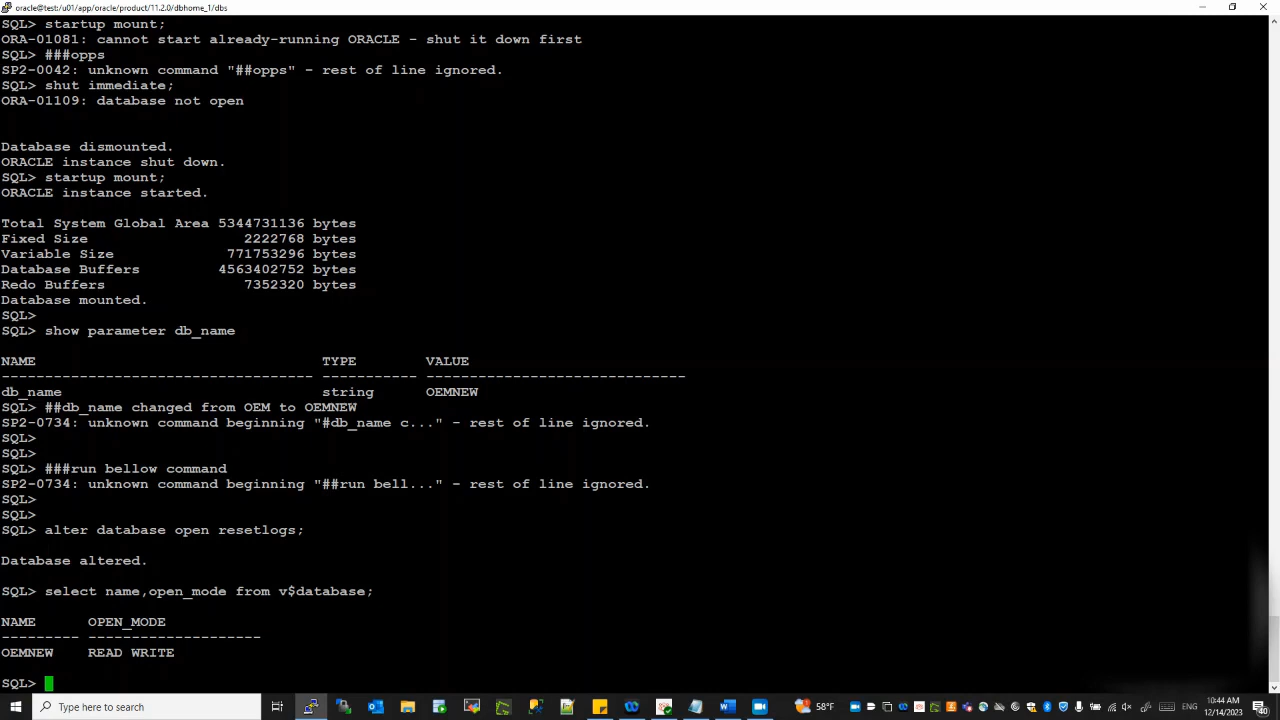 oracle@test:/u01/app/oracle/product/11.2.0/dbhome_1/dbs
SQL> startup mount;
ORA-01081: cannot start already-running ORACLE - shut it down first
SQL> ###opps
SP2-0042: unknown command "##opps" - rest of line ignored.
SQL> shut immediate;
ORA-01109: database not open
Database dismounted.
ORACLE instance shut down.
SQL> startup mount;
ORACLE instance started.
Total System Global Area 5344731136 bytes
Fixed Size                  2222768 bytes
Variable Size             771753296 bytes
Database Buffers         4563402752 bytes
Redo Buffers                7352320 bytes
Database mounted.
SQL>
SQL> show parameter db_name
NAME                                 TYPE        VALUE
------------------------------------ ----------- ------------------------------
db_name                              string      OEMNEW
SQL> ##db_name changed from OEM to OEMNEW
SP2-0734: unknown command beginning "#db_name c..." - rest of line ignored.
SQL>
SQL>
SQL> ###run bellow command
SP2-0734: unknown command beginning "##run bell..." - rest of line ignored.
SQL>
SQL>
SQL> alter database open resetlogs;
Database altered.
SQL> select name,open_mode from v$database;
NAME      OPEN_MODE
--------- --------------------
OEMNEW    READ WRITE
SQL>
Type here to search
58°F
ENG
10:44 AM
12/14/2023
40